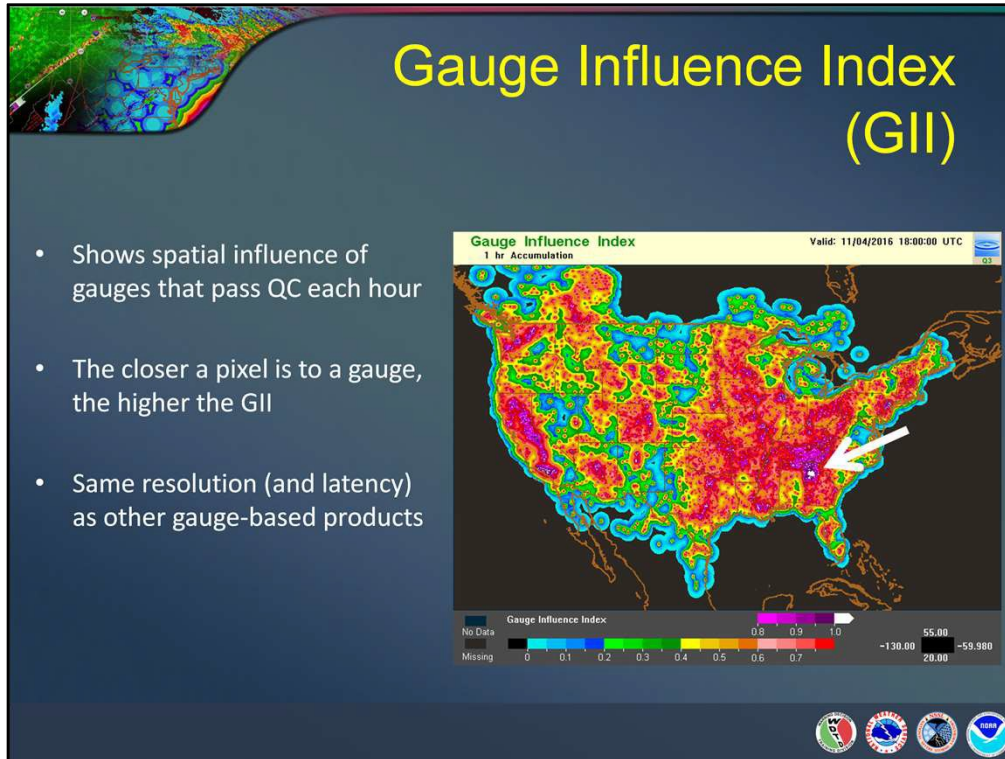 Gauge Influence Index
(GII)
• Shows spatial influence of
gauges that pass QC each hour
• The closer a pixel is to a gauge,
the higher the GII
• Same resolution (and latency)
as other gauge-based products
Gauge Influence Index
1 hr Accumulation
Valid: 11/04/2016 18:00:00 UTC
Q3
No Data
Missing
Gauge Influence Index
0.8 0.9 1.0
0 0.1 0.2 0.3 0.4 0.5 0.6 0.7
55.00
-130.00 -59.980
20.00
NOAA